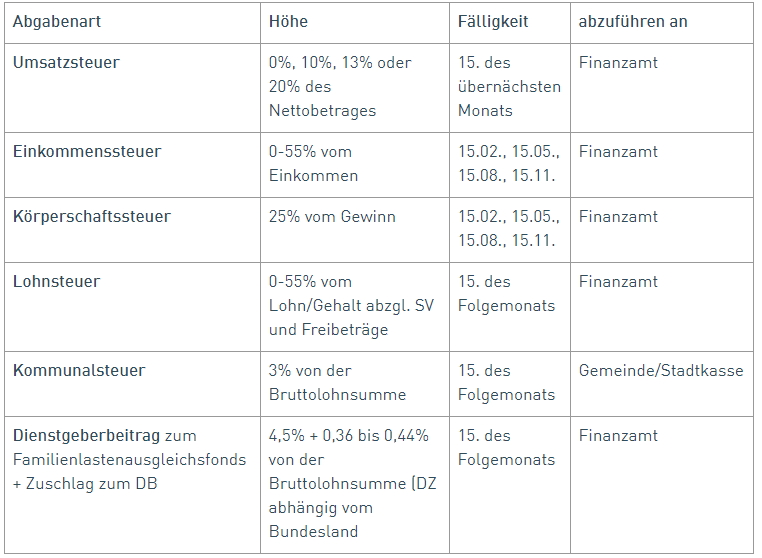 Abgabenart Höhe Fälligkeit abzuführen an
Umsatzsteuer 0%, 10%, 13% oder 15. des Finanzamt
20% des übernächsten
Nettobetrages Monats
Einkommenssteuer 0-55% vom 15.02., 15.05., Finanzamt
Einkommen 15.08., 15.11.
Körperschaftssteuer 25% vom Gewinn 15.02., 15.05., Finanzamt
15.08., 15.11.
Lohnsteuer 0-55% vom 15. des Finanzamt
Lohn/Gehalt abzgl. SV Folgemonats
und Freibeträge
Kommunalsteuer 3% von der 15. des Gemeinde/Stadtkasse
Bruttolohnsumme Folgemonats
Dienstgeberbeitrag zum 4,5% + 0,36 bis 0,44% 15. des Finanzamt
Familienlastenausgleichsfonds von der Folgemonats
+ Zuschlag zum DB Bruttolohnsumme (DZ
abhängig vom
Bundesland